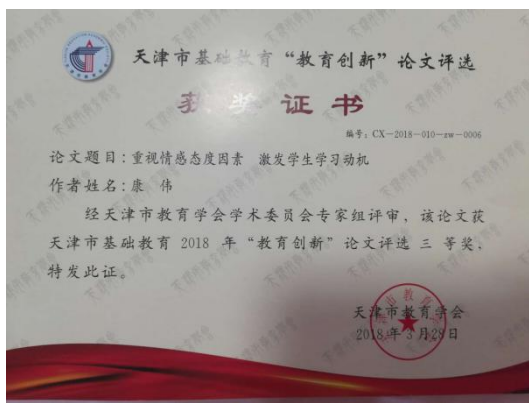 天津市基础教育“教育创新”论文评选
获奖证书
编号：CX-2018-010-zw-0006
论文题目：重视情感态度因素 激发学生学习动机
作者姓名：康 伟
经天津市教育学会学术委员会专家组评审，该论文获
天津市基础教育 2018 年“教育创新”论文评选 三 等奖，
特发此证。
天津市教育学会
2018年3月28日